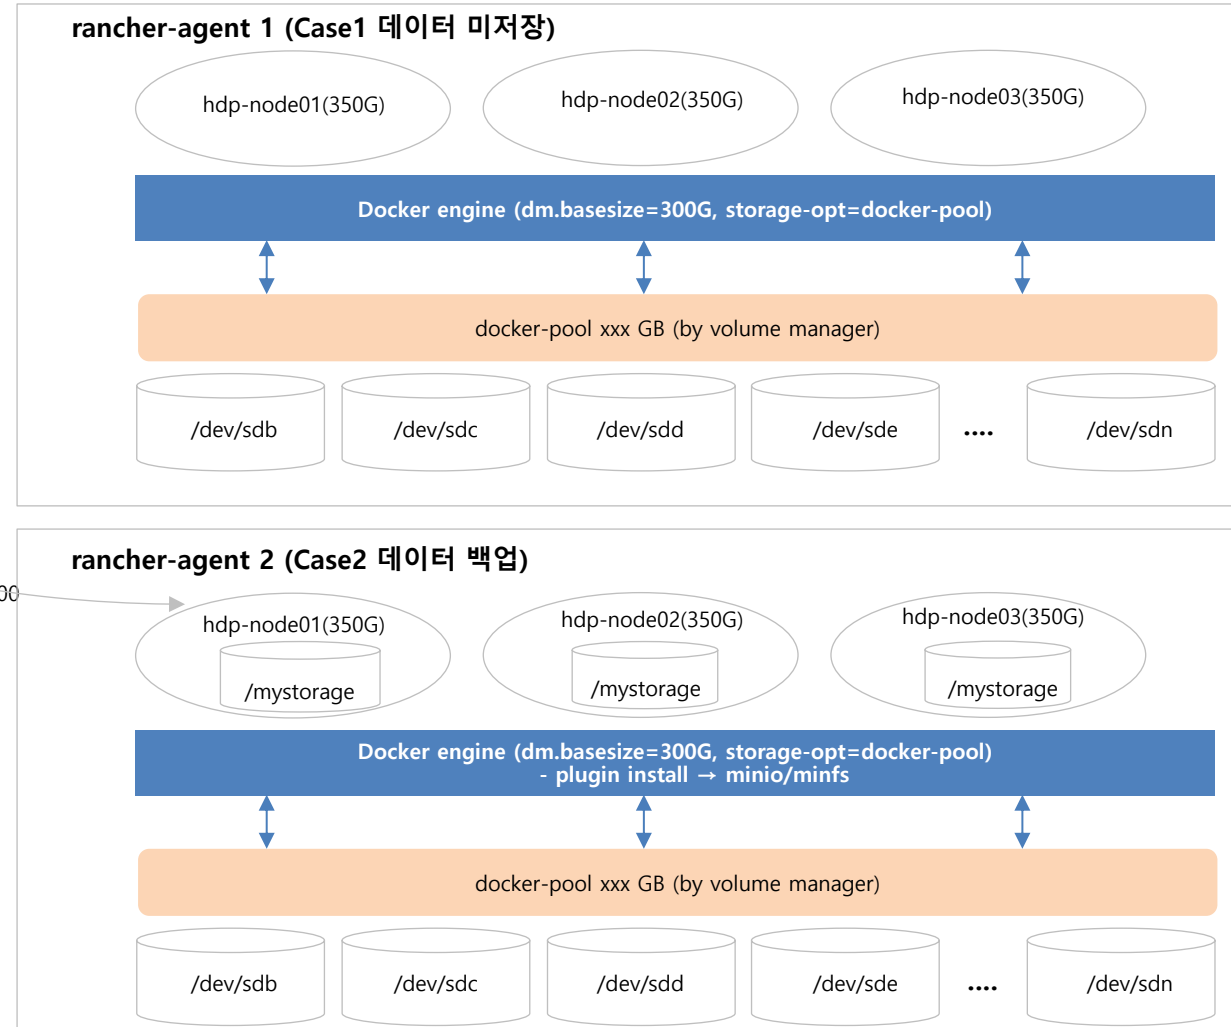 rancher-agent 1 (Case1 데이터 미저장)
hdp-node01(350G)
hdp-node02(350G)
hdp-node03(350G)
Docker engine (dm.basesize=300G, storage-opt=docker-pool)
docker-pool xxx GB (by volume manager)
/dev/sdb
/dev/sdc
/dev/sdd
/dev/sde
....
/dev/sdn
rancher-agent 2 (Case2 데이터 백업)
hdp-node01(350G)
/mystorage
hdp-node02(350G)
/mystorage
hdp-node03(350G)
/mystorage
Docker engine (dm.basesize=300G, storage-opt=docker-pool)
- plugin install → minio/minfs
docker-pool xxx GB (by volume manager)
/dev/sdb
/dev/sdc
/dev/sdd
/dev/sde
....
/dev/sdn